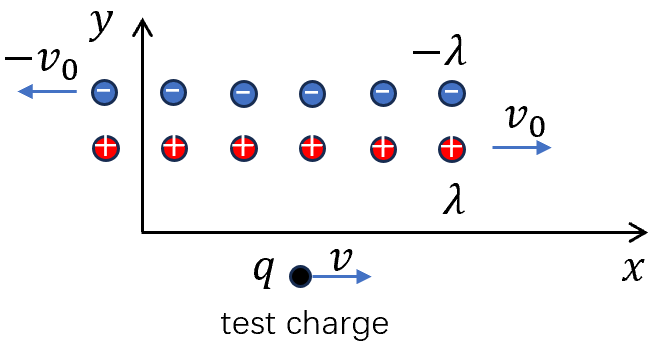 y
−v₀
−λ
v₀
λ
q v
x
test charge